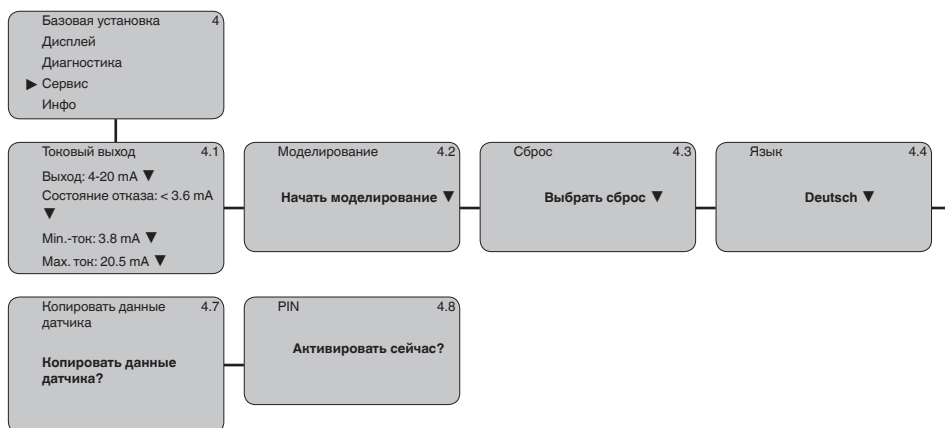 Базовая установка 4
Дисплей
Диагностика
▶ Сервис
Инфо
Токовый выход 4.1
Выход: 4-20 mA ▼
Состояние отказа: < 3.6 mA
▼
Min.-ток: 3.8 mA ▼
Max. ток: 20.5 mA ▼
Моделирование 4.2
Начать моделирование ▼
Сброс 4.3
Выбрать сброс ▼
Язык 4.4
Deutsch ▼
Копировать данные 4.7
датчика
Копировать данные
датчика?
PIN 4.8
Активировать сейчас?